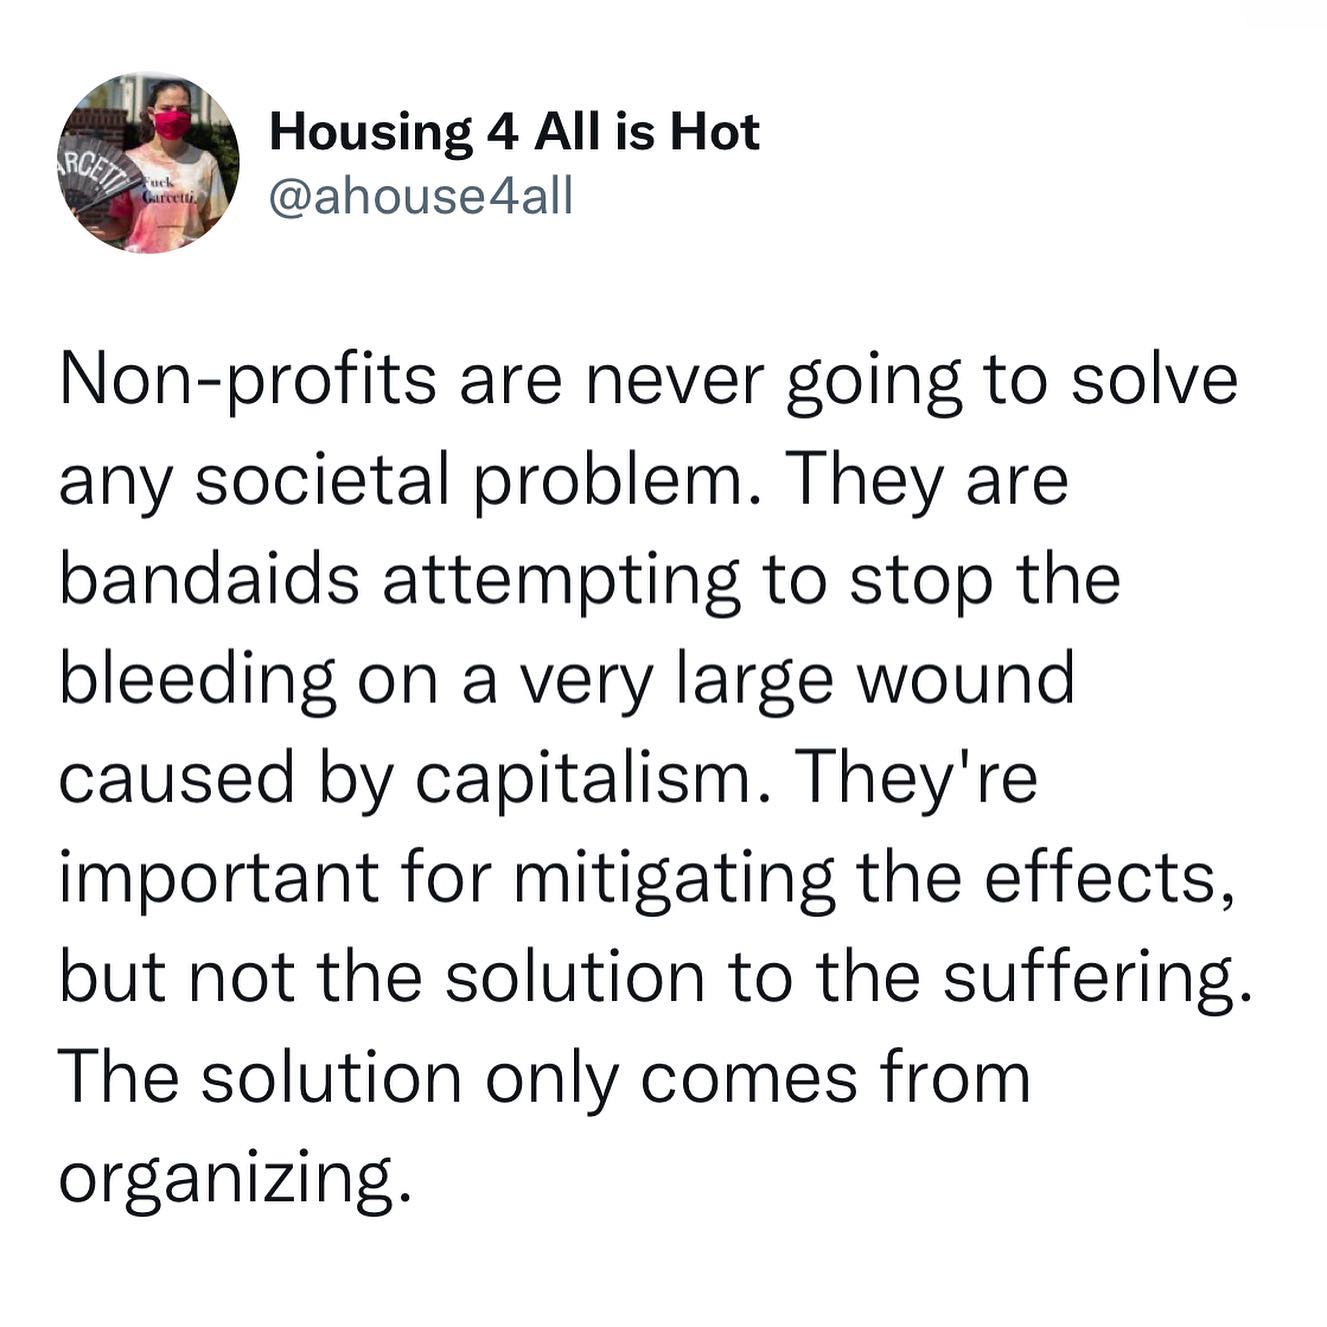 Housing 4 All is Hot
@ahouse4all
ARCETTI
Fuck
Garcetti.
Non-profits are never going to solve
any societal problem. They are
bandaids attempting to stop the
bleeding on a very large wound
caused by capitalism. They're
important for mitigating the effects,
but not the solution to the suffering.
The solution only comes from
organizing.